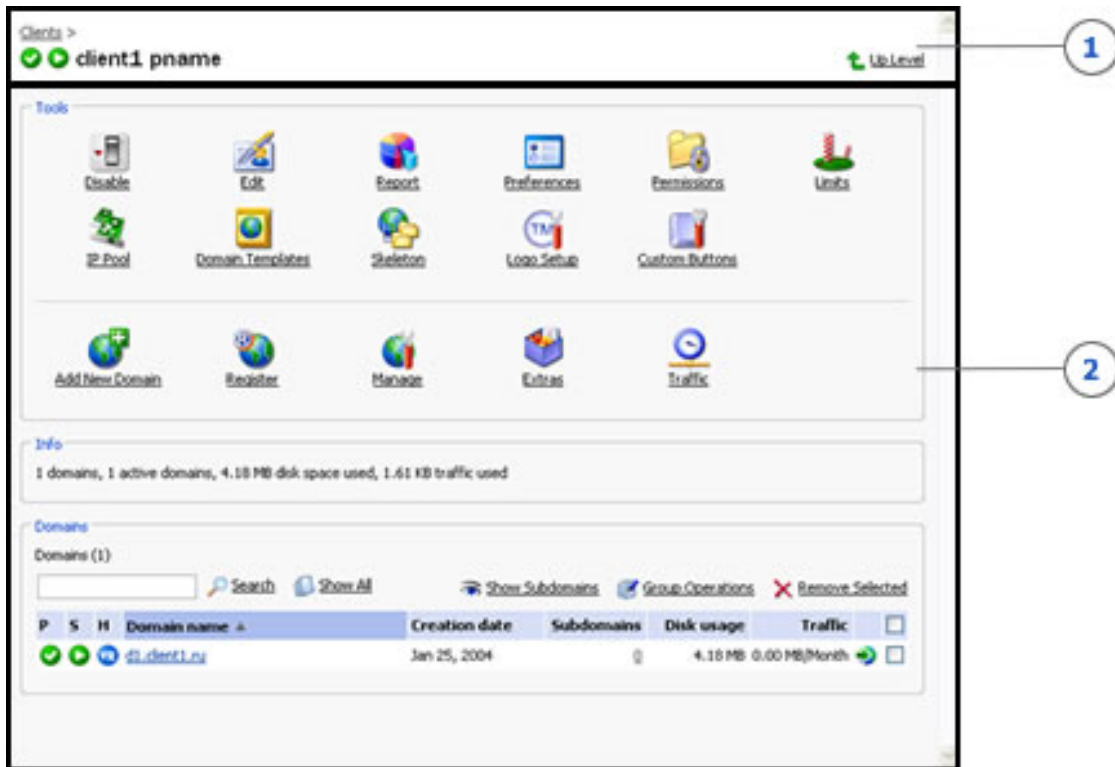 Clients >
client1 pname
Up Level
1
Tools
Disable Edit Report Preferences Permissions Limits
IP Pool Domain Templates Skeleton Logo Setup Custom Buttons
Add New Domain Register Manage Extras Traffic
2
Info
1 domains, 1 active domains, 4.18 MB disk space used, 1.61 KB traffic used
Domains
Domains (1)
Search Show All Show Subdomains Group Operations Remove Selected
P S H Domain name Creation date Subdomains Disk usage Traffic
d1.client1.ru Jan 25, 2004 0 4.18 MB 0.00 MB/Month